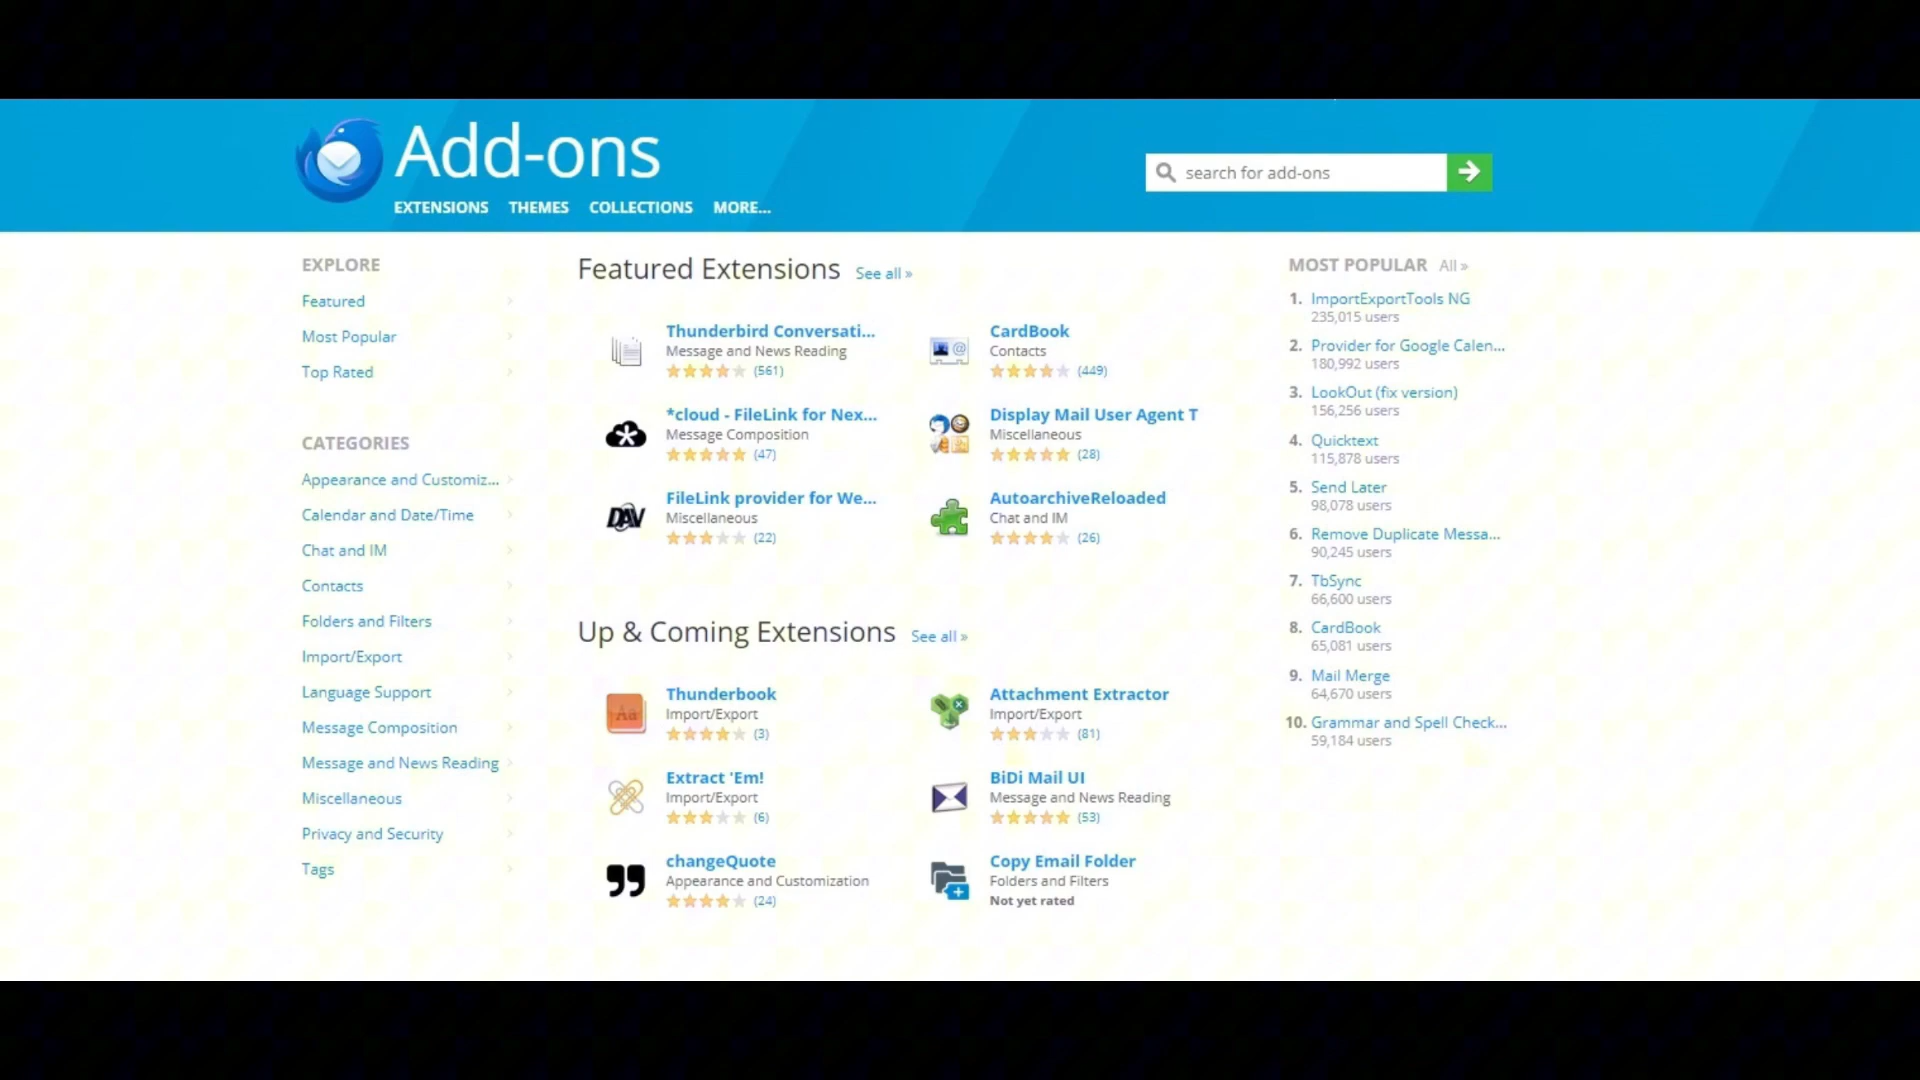 Add-ons
EXTENSIONS THEMES COLLECTIONS MORE...
search for add-ons
EXPLORE
Featured
Most Popular
Top Rated
CATEGORIES
Appearance and Customiz...
Calendar and Date/Time
Chat and IM
Contacts
Folders and Filters
Import/Export
Language Support
Message Composition
Message and News Reading
Miscellaneous
Privacy and Security
Tags
Featured Extensions See all »
Thunderbird Conversati...
Message and News Reading
(561)
CardBook
Contacts
(449)
*cloud - FileLink for Nex...
Message Composition
(47)
Display Mail User Agent T
Miscellaneous
(28)
DAV
FileLink provider for We...
Miscellaneous
(22)
AutoarchiveReloaded
Chat and IM
(26)
Up & Coming Extensions See all »
Aa
Thunderbook
Import/Export
(3)
Attachment Extractor
Import/Export
(81)
Extract 'Em!
Import/Export
(6)
BiDi Mail UI
Message and News Reading
(53)
changeQuote
Appearance and Customization
(24)
Copy Email Folder
Folders and Filters
Not yet rated
MOST POPULAR All »
1. ImportExportTools NG
235,015 users
2. Provider for Google Calen...
180,992 users
3. LookOut (fix version)
156,256 users
4. Quicktext
115,878 users
5. Send Later
98,078 users
6. Remove Duplicate Messa...
90,245 users
7. TbSync
66,600 users
8. CardBook
65,081 users
9. Mail Merge
64,670 users
10. Grammar and Spell Check...
59,184 users